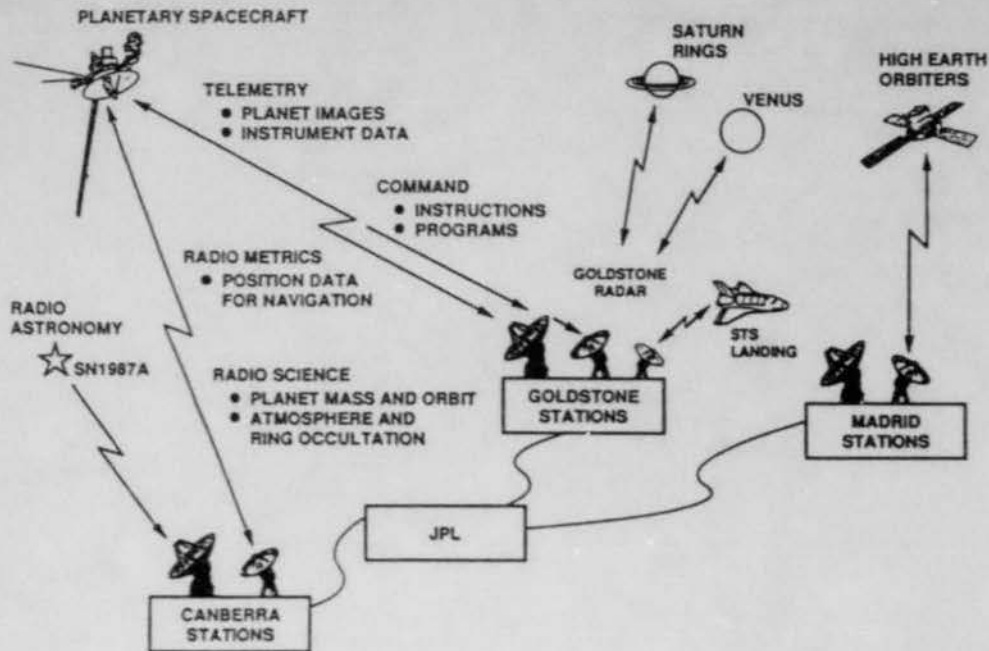 PLANETARY SPACECRAFT
TELEMETRY
● PLANET IMAGES
● INSTRUMENT DATA
SATURN
RINGS
VENUS
HIGH EARTH
ORBITERS
COMMAND
● INSTRUCTIONS
● PROGRAMS
RADIO METRICS
● POSITION DATA
FOR NAVIGATION
GOLDSTONE
RADAR
STS
LANDING
RADIO
ASTRONOMY
SN1987A
RADIO SCIENCE
● PLANET MASS AND ORBIT
● ATMOSPHERE AND
RING OCCULTATION
GOLDSTONE
STATIONS
MADRID
STATIONS
JPL
CANBERRA
STATIONS